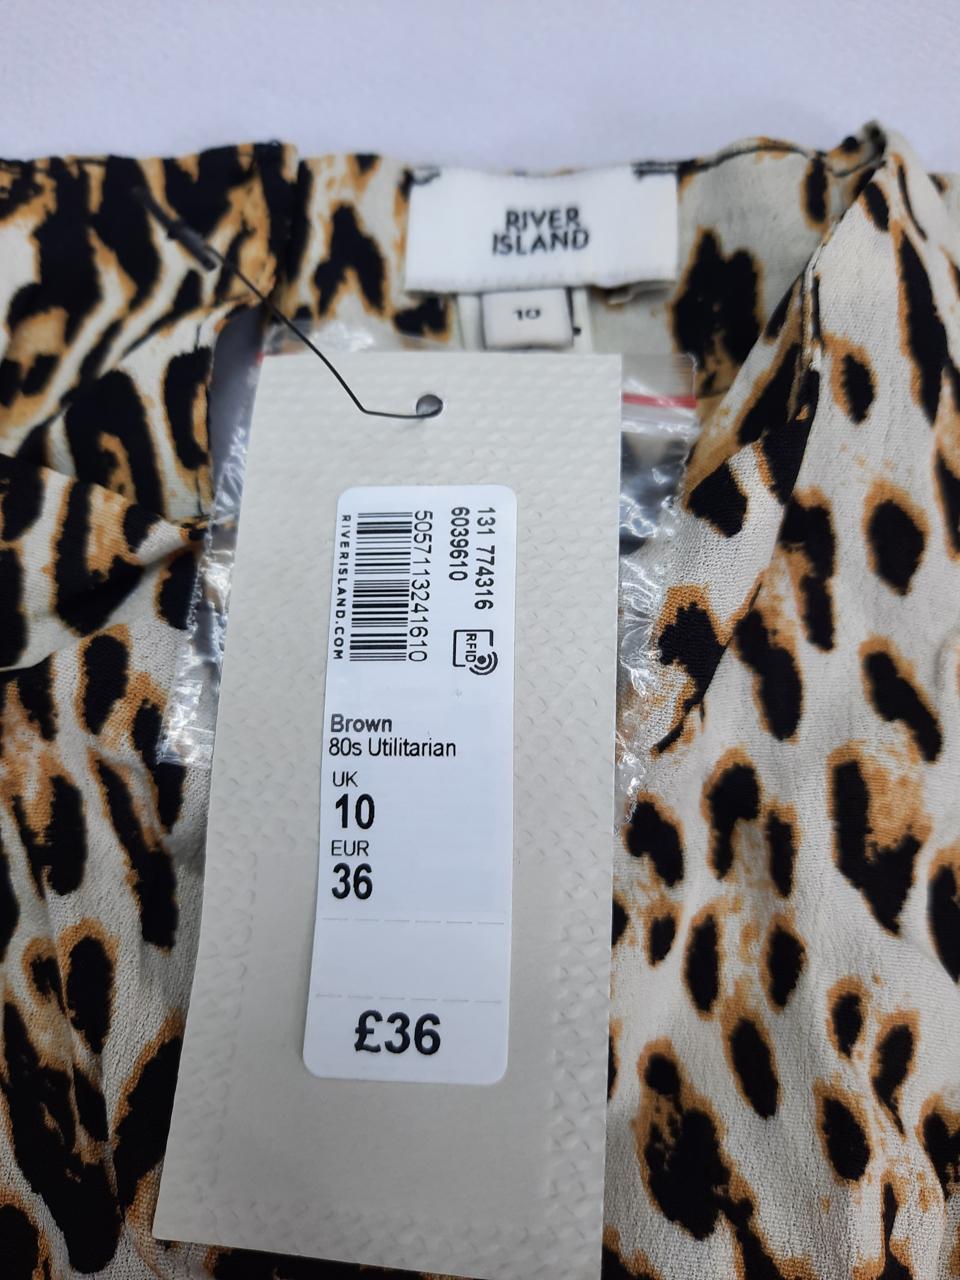 RIVER
ISLAND
10
131 774316
6039610
RFID
5057113241610
RIVERISLAND.COM
Brown
80s Utilitarian
UK
10
EUR
36
£36